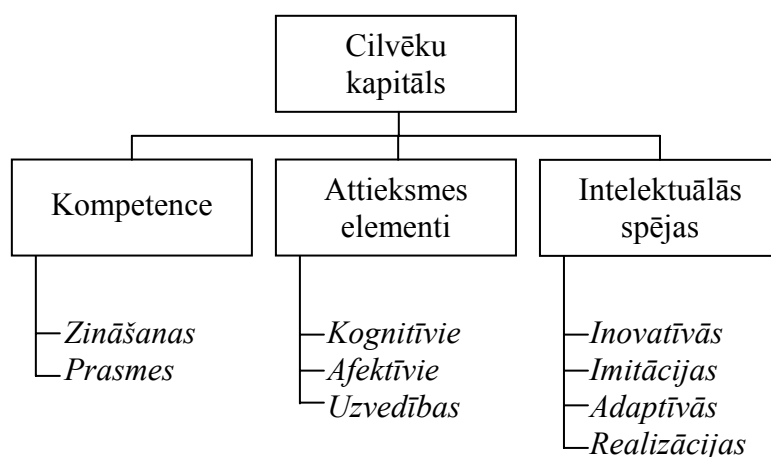 Cilvēku
kapitāls
Kompetence
Attieksmes
elementi
Intelektuālās
spējas
Zināšanas
Prasmes
Kognitīvie
Afektīvie
Uzvedības
Inovatīvās
Imitācijas
Adaptīvās
Realizācijas